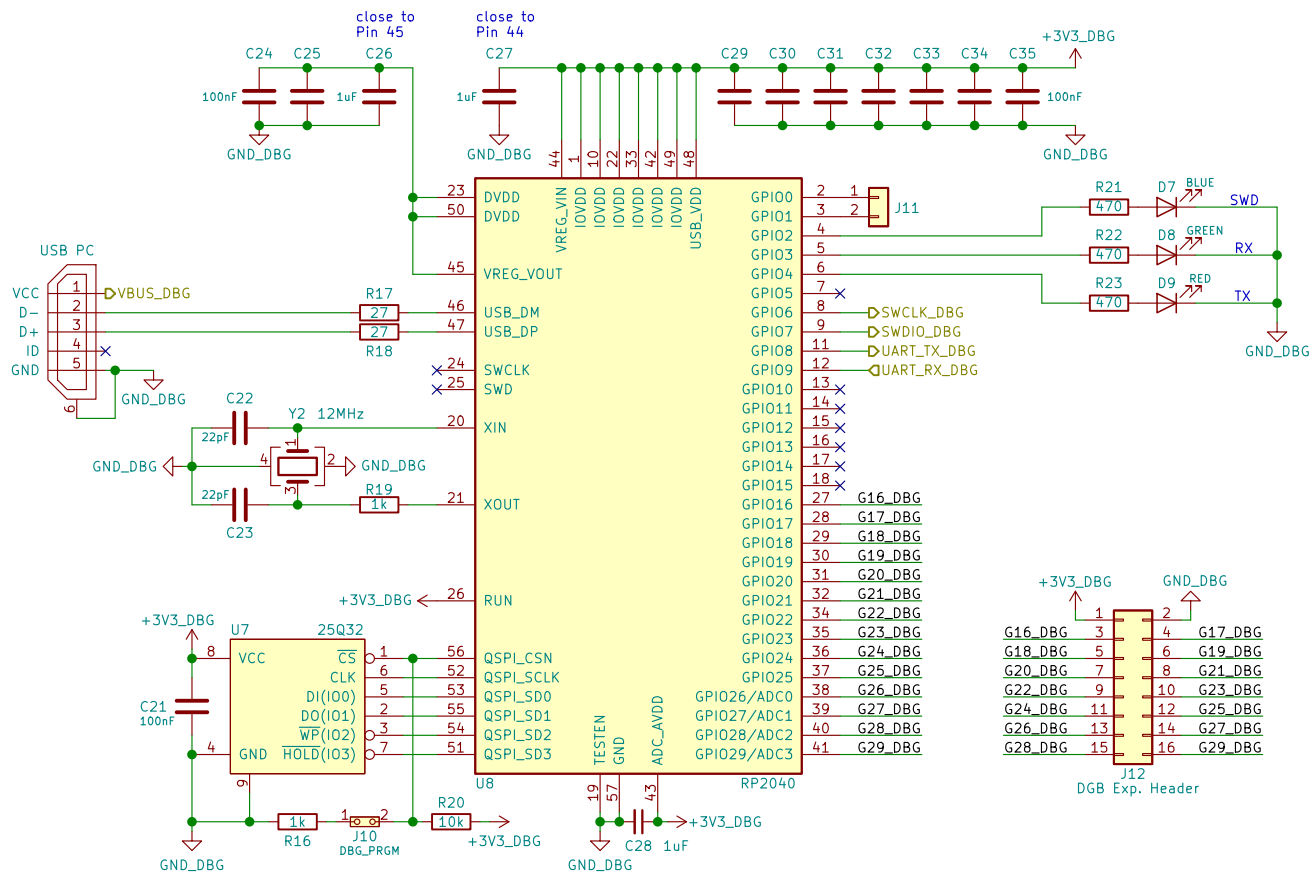 close to
Pin 45
close to
Pin 44
+3V3_DBG
C24
C25
C26
C27
C29
C30
C31
C32
C33
C34
C35
100nF
1uF
1uF
100nF
GND_DBG
GND_DBG
GND_DBG
44
1
10
22
33
42
49
48
VREG_VIN
IOVDD
IOVDD
IOVDD
IOVDD
IOVDD
IOVDD
USB_VDD
23
DVDD
50
DVDD
45
VREG_VOUT
46
USB_DM
47
USB_DP
24
SWCLK
25
SWD
20
XIN
21
XOUT
26
RUN
56
QSPI_CSN
52
QSPI_SCLK
53
QSPI_SD0
55
QSPI_SD1
54
QSPI_SD2
51
QSPI_SD3
GPIO0
2
1
GPIO1
3
2
J11
GPIO2
4
GPIO3
5
GPIO4
6
GPIO5
7
GPIO6
8
SWCLK_DBG
GPIO7
9
SWDIO_DBG
GPIO8
11
UART_TX_DBG
GPIO9
12
UART_RX_DBG
GPIO10
13
GPIO11
14
GPIO12
15
GPIO13
16
GPIO14
17
GPIO15
18
GPIO16
27
G16_DBG
GPIO17
28
G17_DBG
GPIO18
29
G18_DBG
GPIO19
30
G19_DBG
GPIO20
31
G20_DBG
GPIO21
32
G21_DBG
GPIO22
34
G22_DBG
GPIO23
35
G23_DBG
GPIO24
36
G24_DBG
GPIO25
37
G25_DBG
GPIO26/ADC0
38
G26_DBG
GPIO27/ADC1
39
G27_DBG
GPIO28/ADC2
40
G28_DBG
GPIO29/ADC3
41
G29_DBG
R21
470
D7
BLUE
SWD
R22
470
D8
GREEN
RX
R23
470
D9
RED
TX
GND_DBG
USB PC
VCC
1
VBUS_DBG
D-
2
D+
3
ID
4
GND
5
6
GND_DBG
R17
27
27
R18
C22
22pF
Y2 12MHz
GND_DBG
4
1
2
3
GND_DBG
22pF
C23
R19
1k
+3V3_DBG
+3V3_DBG
U7
25Q32
8
VCC
CS
1
CLK
6
DI(IO0)
5
DO(IO1)
2
WP(IO2)
3
HOLD(IO3)
7
4
GND
9
C21
100nF
GND_DBG
R16
1k
1
2
J10
DBG_PRGM
R20
10k
+3V3_DBG
U8
RP2040
TESTEN
GND
ADC_AVDD
19
57
43
C28 1uF
+3V3_DBG
GND_DBG
+3V3_DBG
GND_DBG
1
2
G16_DBG
3
4
G17_DBG
G18_DBG
5
6
G19_DBG
G20_DBG
7
8
G21_DBG
G22_DBG
9
10
G23_DBG
G24_DBG
11
12
G25_DBG
G26_DBG
13
14
G27_DBG
G28_DBG
15
16
G29_DBG
J12
DGB Exp. Header